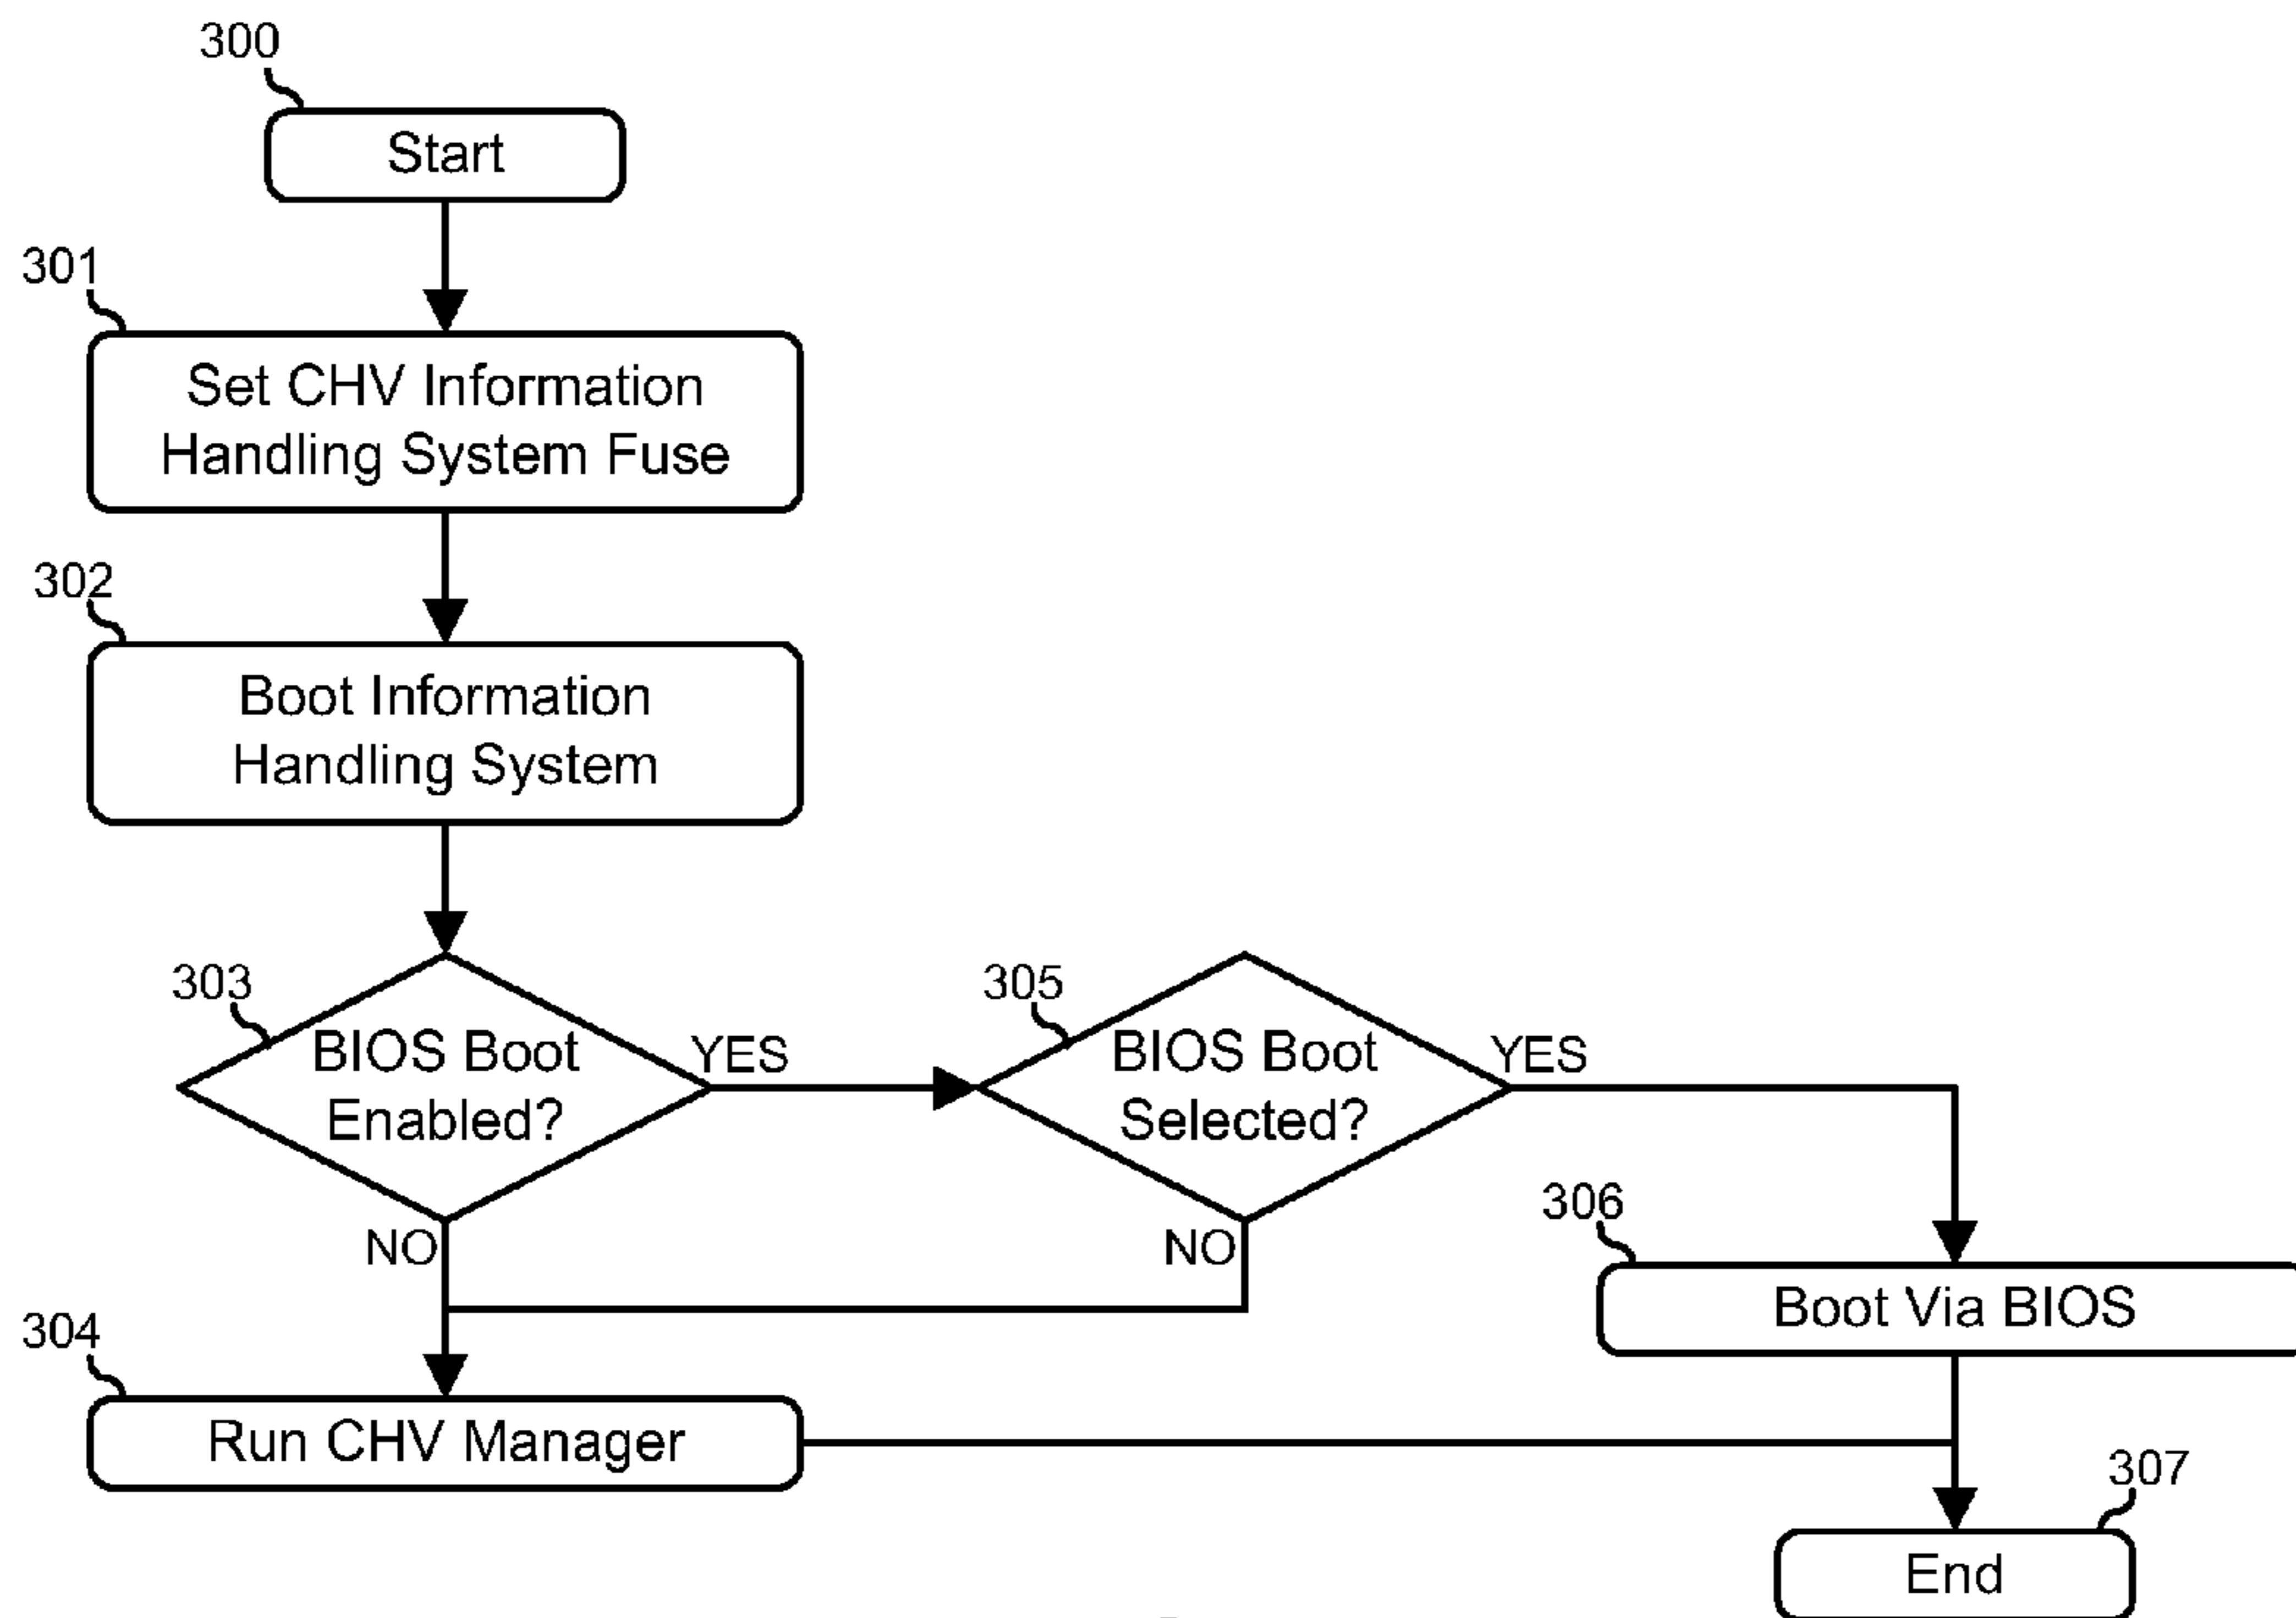 300
Start
301
Set CHV Information
Handling System Fuse
302
Boot Information
Handling System
303
BIOS Boot
Enabled?
YES
NO
305
BIOS Boot
Selected?
YES
NO
306
Boot Via BIOS
304
Run CHV Manager
307
End